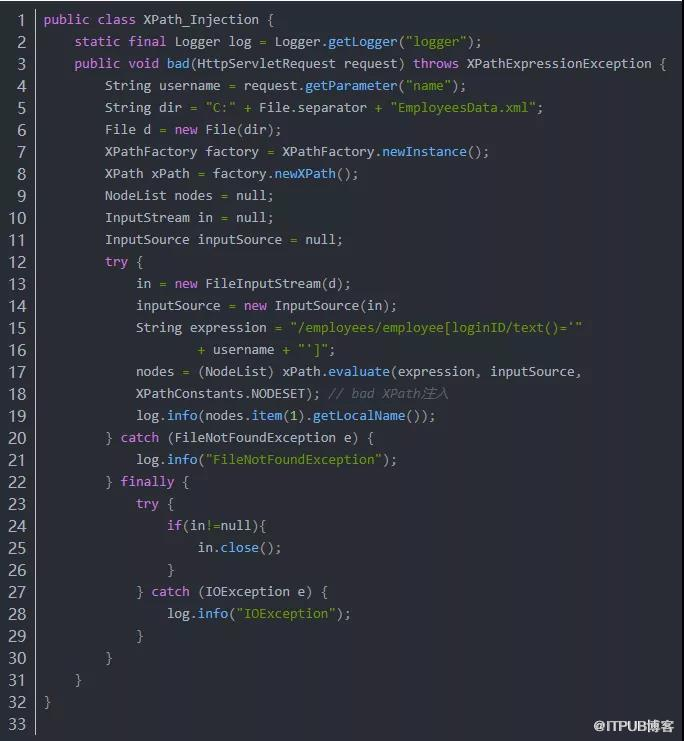 1 public class XPath_Injection {
2     static final Logger log = Logger.getLogger("logger");
3     public void bad(HttpServletRequest request) throws XPathExpressionException {
4         String username = request.getParameter("name");
5         String dir = "C:" + File.separator + "EmployeesData.xml";
6         File d = new File(dir);
7         XPathFactory factory = XPathFactory.newInstance();
8         XPath xPath = factory.newXPath();
9         NodeList nodes = null;
10         InputStream in = null;
11         InputSource inputSource = null;
12         try {
13             in = new FileInputStream(d);
14             inputSource = new InputSource(in);
15             String expression = "/employees/employee[loginID/text()='"
16                     + username + "']";
17             nodes = (NodeList) xPath.evaluate(expression, inputSource,
18             XPathConstants.NODESET); // bad XPath注入
19             log.info(nodes.item(1).getLocalName());
20         } catch (FileNotFoundException e) {
21             log.info("FileNotFoundException");
22         } finally {
23             try {
24                 if(in!=null){
25                     in.close();
26                 }
27             } catch (IOException e) {
28                 log.info("IOException");
29             }
30         }
31     }
32 }
33
@ITPUB博客